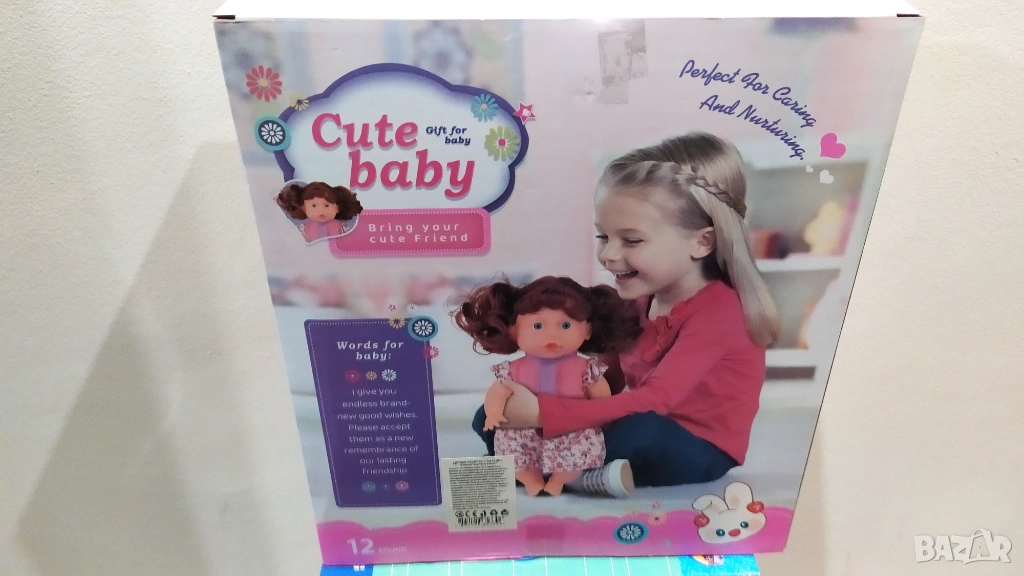 Perfect For Caring
And Nurturing.
Cute
Gift for
baby
baby
Bring your
cute Friend
Words for
baby:
I give you
endless brand-
new good wishes.
Please accept
them as a new
remembrance of
our lasting
friendship
12
BAZAR